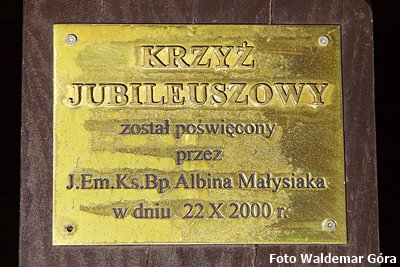 KRZYŻ
JUBILEUSZOWY
został poświęcony
przez
J.Em.Ks.Bp. Albina Małysiaka
w dniu 22 X 2000 r.
Foto Waldemar Góra